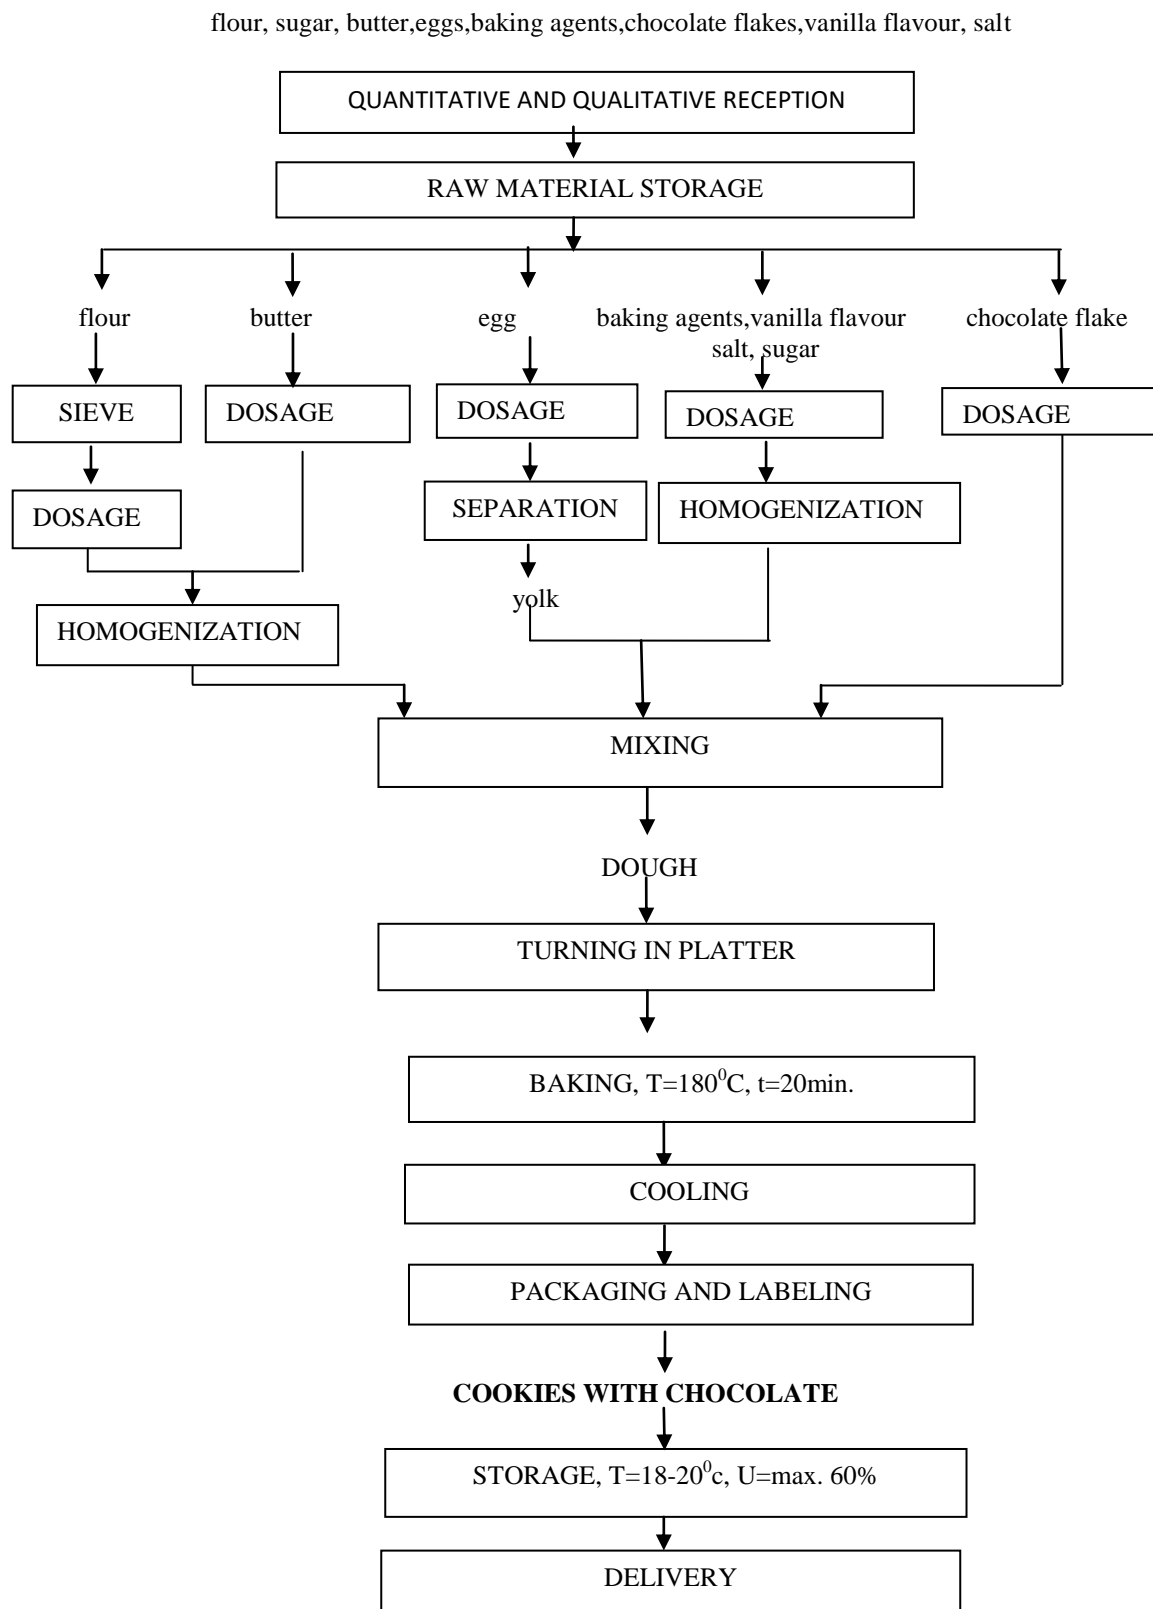 flour, sugar, butter,eggs,baking agents,chocolate flakes,vanilla flavour, salt
QUANTITATIVE AND QUALITATIVE RECEPTION
RAW MATERIAL STORAGE
flour
butter
egg
baking agents,vanilla flavour
salt, sugar
chocolate flake
SIEVE
DOSAGE
DOSAGE
DOSAGE
DOSAGE
DOSAGE
SEPARATION
HOMOGENIZATION
yolk
HOMOGENIZATION
MIXING
DOUGH
TURNING IN PLATTER
BAKING, T=180⁰C, t=20min.
COOLING
PACKAGING AND LABELING
COOKIES WITH CHOCOLATE
STORAGE, T=18-20⁰c, U=max. 60%
DELIVERY